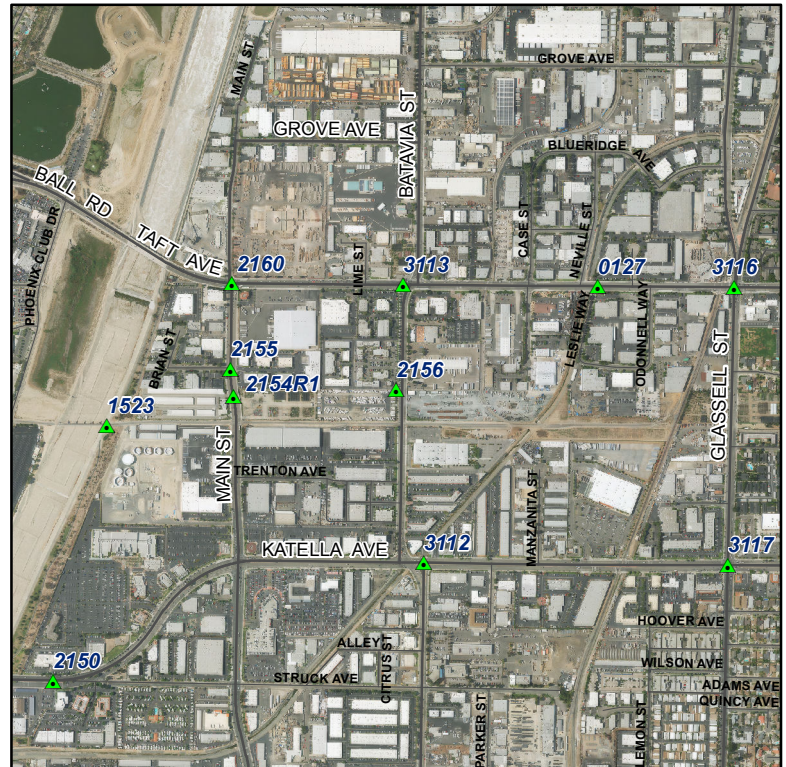 MAIN ST
GROVE AVE
BATAVIA ST
GROVE AVE
BLUERIDGE AVE
BALL RD
TAFT AVE
PHOENIX CLUB DR
CASE ST
NEVILLE ST
LIME ST
2160
3113
0127
3116
LESLIE WAY
ODONNELL WAY
BRIAN ST
2155
2154R1
2156
GLASSELL ST
1523
MAIN ST
TRENTON AVE
MANZANITA ST
KATELLA AVE
3112
3117
HOOVER AVE
ALLEY
CITRUS ST
WILSON AVE
2150
STRUCK AVE
ADAMS AVE
QUINCY AVE
PARKER ST
LEMON ST